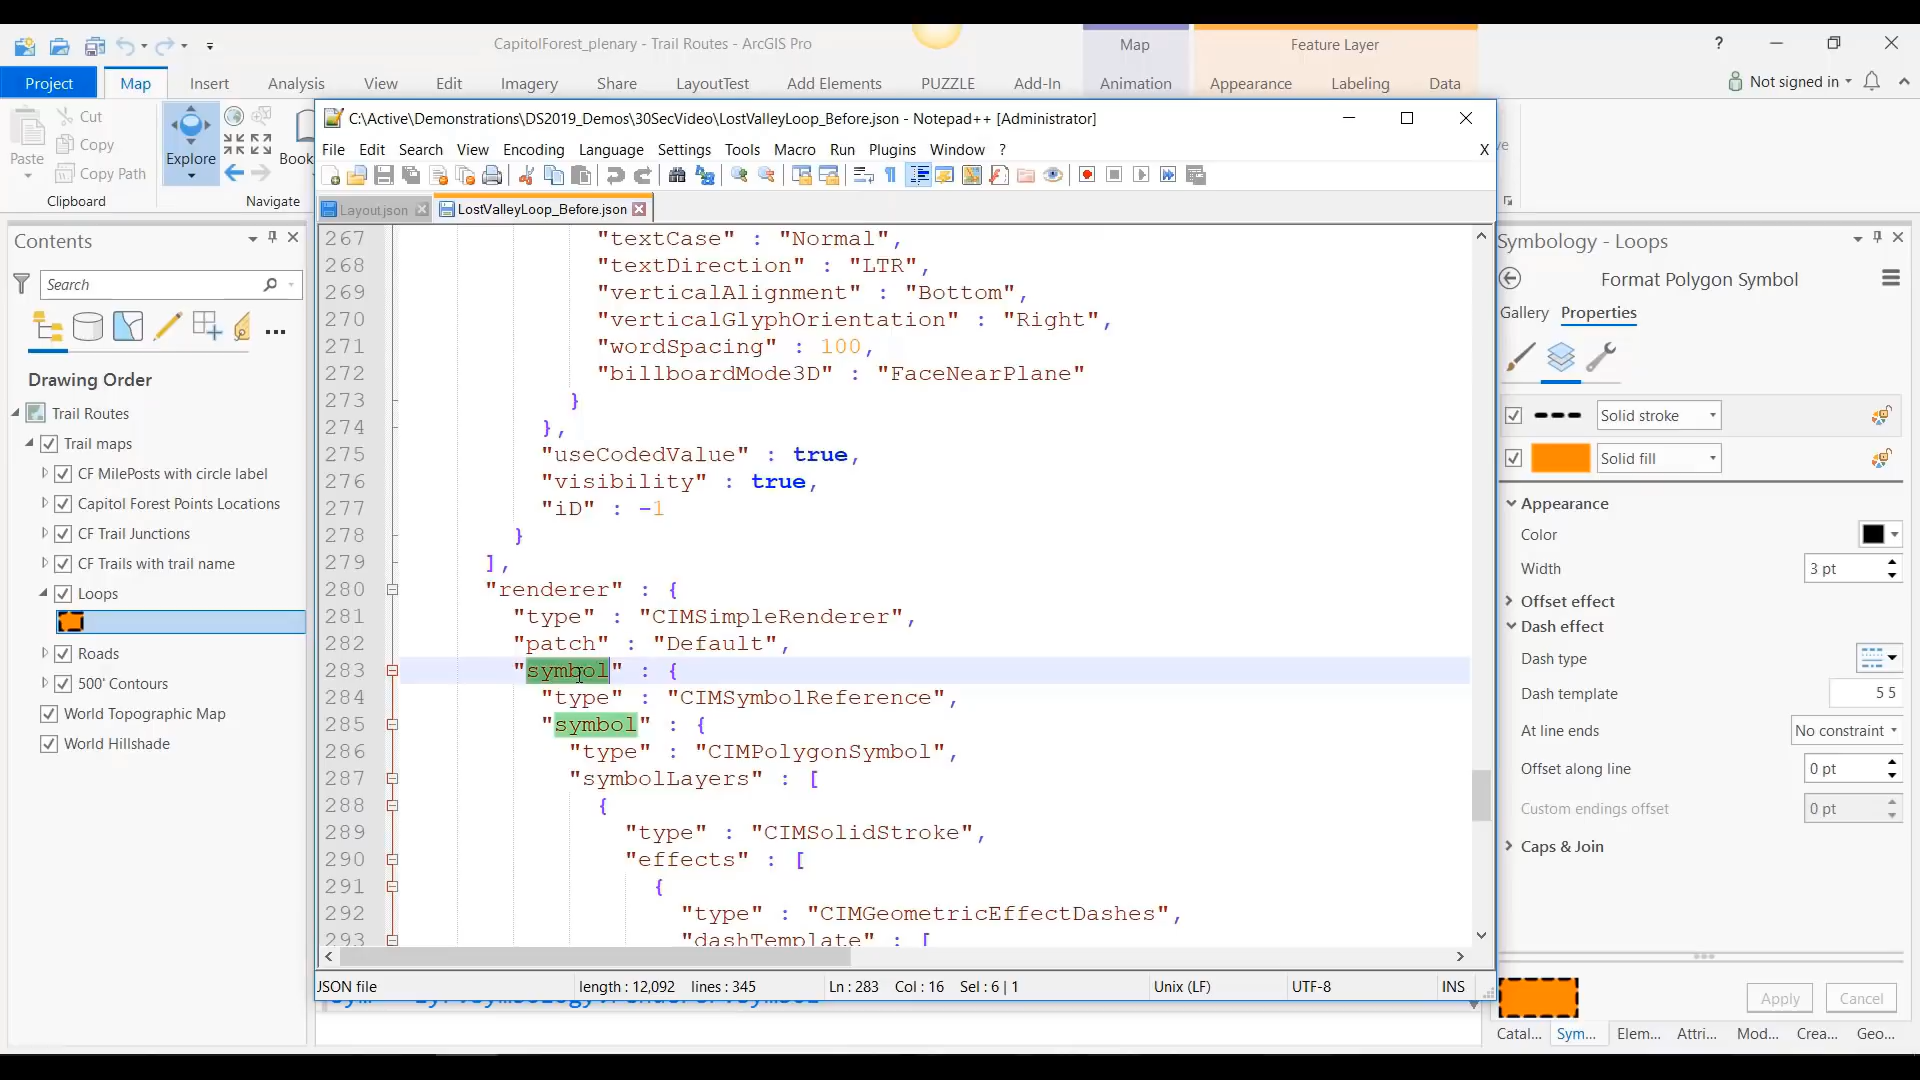 CapitolForest_plenary - Trail Routes - ArcGIS Pro
Map
Feature Layer
?
Project
Map
Insert
Analysis
View
Edit
Imagery
Share
LayoutTest
Add Elements
PUZZLE
Add-In
Animation
Appearance
Labeling
Data
Not signed in
Paste
Cut
Copy
Copy Path
Clipboard
Explore
Book
Navigate
C:\Active\Demonstrations\DS2019_Demos\30SecVideo\LostValleyLoop_Before.json - Notepad++ [Administrator]
File Edit Search View Encoding Language Settings Tools Macro Run Plugins Window ?
X
Layout.json
LostValleyLoop_Before.json
267 "textCase" : "Normal",
268 "textDirection" : "LTR",
269 "verticalAlignment" : "Bottom",
270 "verticalGlyphOrientation" : "Right",
271 "wordSpacing" : 100,
272 "billboardMode3D" : "FaceNearPlane"
273 }
274 },
275 "useCodedValue" : true,
276 "visibility" : true,
277 "iD" : -1
278 }
279 ],
280 "renderer" : {
281 "type" : "CIMSimpleRenderer",
282 "patch" : "Default",
283 "symbol" : {
284 "type" : "CIMSymbolReference",
285 "symbol" : {
286 "type" : "CIMPolygonSymbol",
287 "symbolLayers" : [
288 {
289 "type" : "CIMSolidStroke",
290 "effects" : [
291 {
292 "type" : "CIMGeometricEffectDashes",
293 "dashTemplate" : [
JSON file
length : 12,092 lines : 345
Ln : 283 Col : 16 Sel : 6 | 1
Unix (LF)
UTF-8
INS
Contents
Search
Drawing Order
Trail Routes
Trail maps
CF MilePosts with circle label
Capitol Forest Points Locations
CF Trail Junctions
CF Trails with trail name
Loops
Roads
500' Contours
World Topographic Map
World Hillshade
Symbology - Loops
Format Polygon Symbol
Gallery
Properties
Solid stroke
Solid fill
Appearance
Color
Width
3 pt
Offset effect
Dash effect
Dash type
Dash template
5 5
At line ends
No constraint
Offset along line
0 pt
Custom endings offset
0 pt
Caps & Join
Apply
Cancel
Catal...
Sym...
Elem...
Attri...
Mod...
Crea...
Geo...